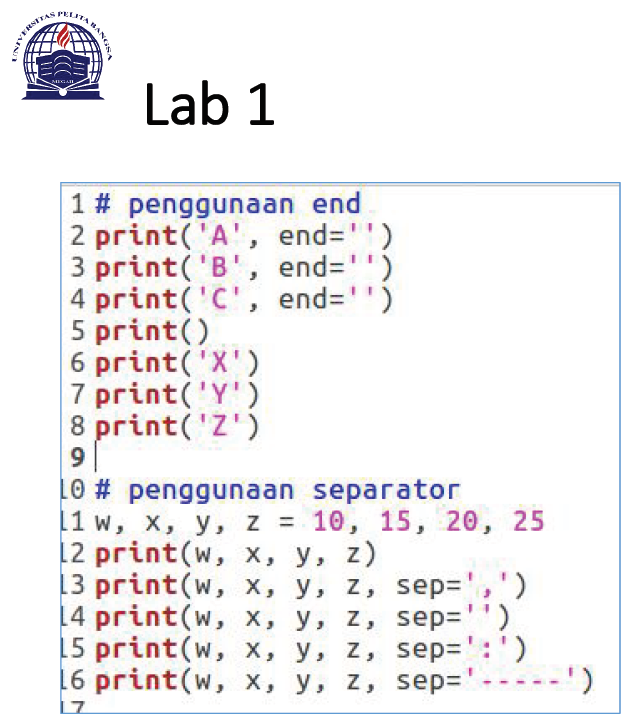 UNIVERSITAS PELITA BANGSA
Lab 1
1 # penggunaan end
2 print('A', end='')
3 print('B', end='')
4 print('C', end='')
5 print()
6 print('X')
7 print('Y')
8 print('Z')
9
10 # penggunaan separator
11 w, x, y, z = 10, 15, 20, 25
12 print(w, x, y, z)
13 print(w, x, y, z, sep=',')
14 print(w, x, y, z, sep='')
15 print(w, x, y, z, sep=':')
16 print(w, x, y, z, sep='-----')
17